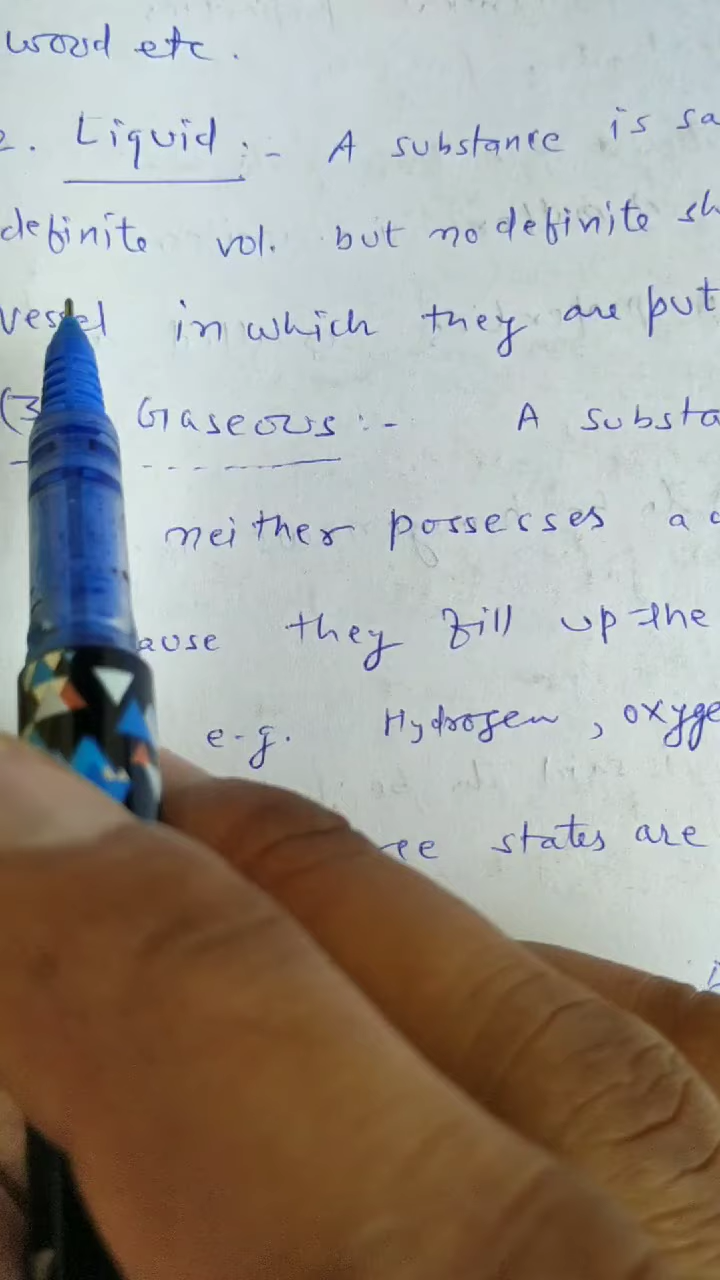 wood etc.
2. Liquid :- A substance is sa
definite vol. but no definite sh
vessel in which they are put
(3 Gaseous :- A substa
neither possesses a d
ause they fill up the
e-g. Hydrogen, oxyge
ee states are